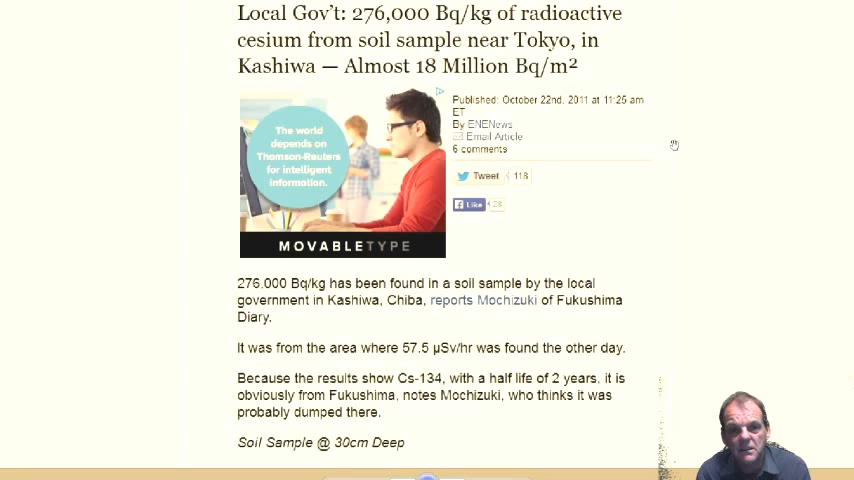 Local Gov't: 276,000 Bq/kg of radioactive
cesium from soil sample near Tokyo, in
Kashiwa — Almost 18 Million Bq/m²
The world
depends on
Thomson-Reuters
for intelligent
information.
MOVABLETYPE
Published: October 22nd, 2011 at 11:25 am
ET
By ENENews
Email Article
6 comments
Tweet 118
Like 28
276.000 Bq/kg has been found in a soil sample by the local
government in Kashiwa, Chiba, reports Mochizuki of Fukushima
Diary.
It was from the area where 57.5 µSv/hr was found the other day.
Because the results show Cs-134, with a half life of 2 years, it is
obviously from Fukushima, notes Mochizuki, who thinks it was
probably dumped there.
Soil Sample @ 30cm Deep